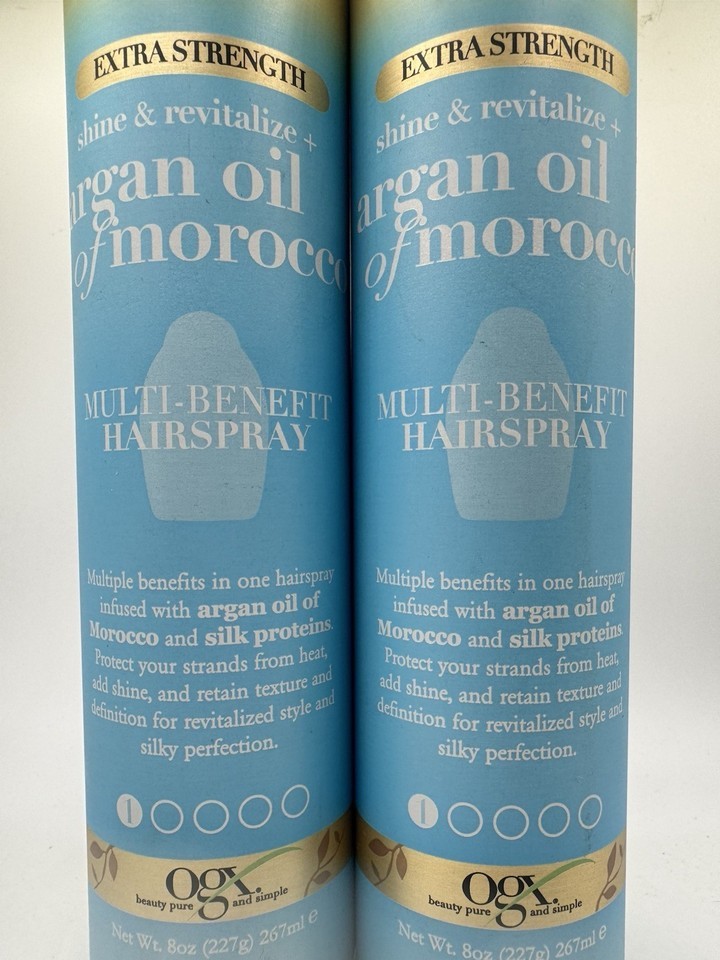 EXTRA STRENGTH
shine & revitalize +
argan oil
of morocco
MULTI-BENEFIT
HAIRSPRAY
Multiple benefits in one hairspray
infused with argan oil of
Morocco and silk proteins.
Protect your strands from heat,
add shine, and retain texture and
definition for revitalized style and
silky perfection.
1
ogx.
beauty pure and simple
Net Wt. 8oz (227g) 267ml e
EXTRA STRENGTH
shine & revitalize +
argan oil
of morocco
MULTI-BENEFIT
HAIRSPRAY
Multiple benefits in one hairspray
infused with argan oil of
Morocco and silk proteins.
Protect your strands from heat,
add shine, and retain texture and
definition for revitalized style and
silky perfection.
1
ogx.
beauty pure and simple
Net Wt. 8oz (227g) 267ml e